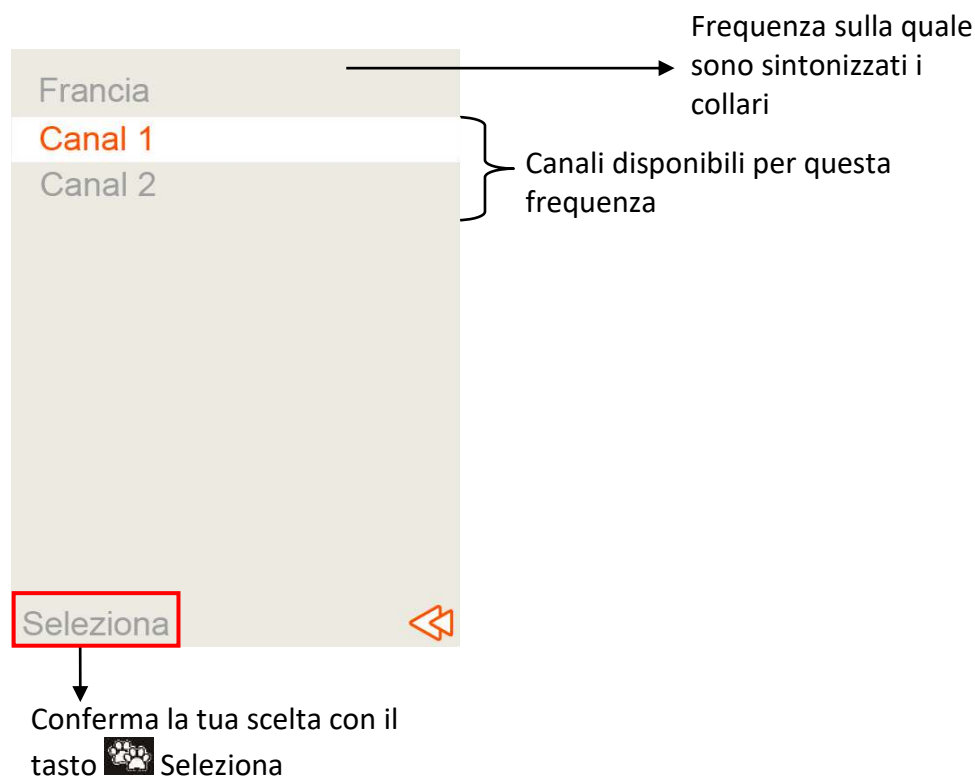 Frequenza sulla quale
sono sintonizzati i
collari
Francia
Canal 1
Canal 2
Canali disponibili per questa
frequenza
Seleziona
Conferma la tua scelta con il
tasto Seleziona